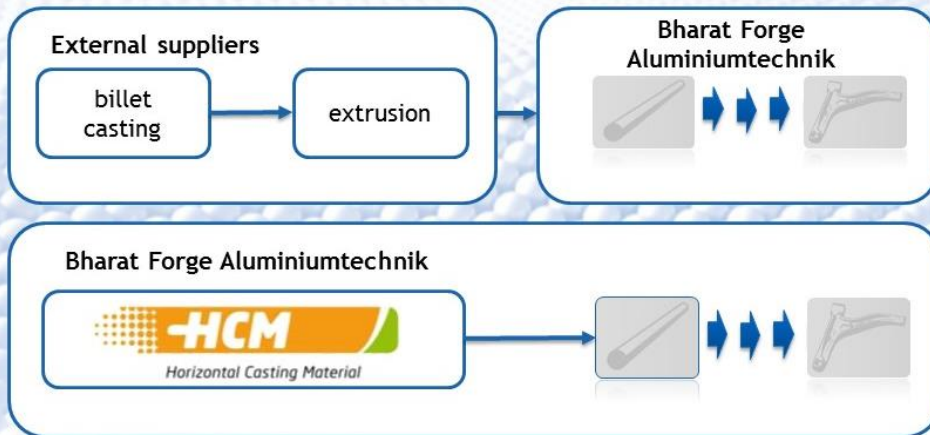 External suppliers
billet
casting
extrusion
Bharat Forge
Aluminiumtechnik
Bharat Forge Aluminiumtechnik
HCM
Horizontal Casting Material